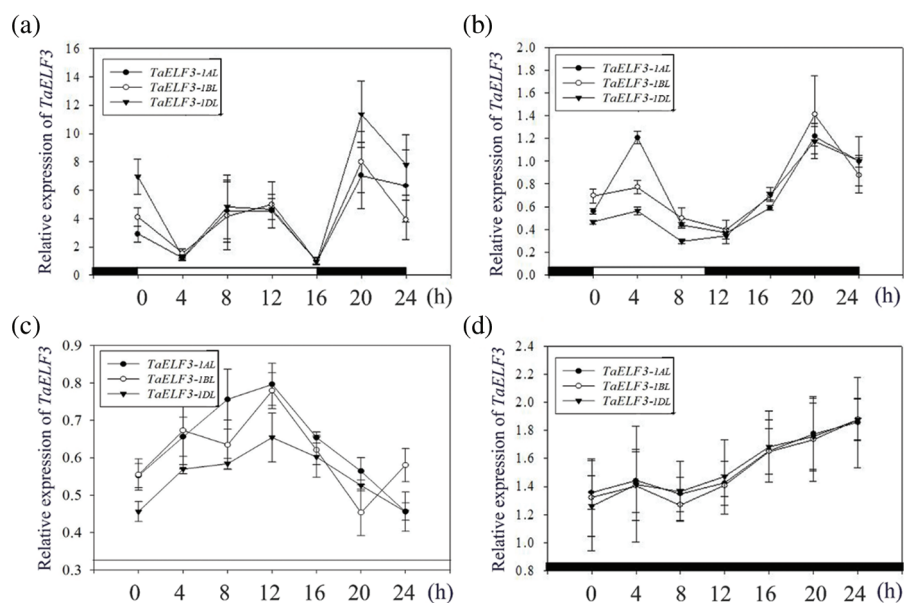 (a)
Relative expression of TaELF3
16
14
12
10
8
6
4
2
0
TaELF3-1AL
TaELF3-1BL
TaELF3-1DL
0 4 8 12 16 20 24 (h)
(b)
Relative expression of TaELF3
2.0
1.8
1.6
1.4
1.2
1.0
0.8
0.6
0.4
0.2
0.0
TaELF3-1AL
TaELF3-1BL
TaELF3-1DL
0 4 8 12 16 20 24 (h)
(c)
Relative expression of TaELF3
0.9
0.8
0.7
0.6
0.5
0.4
0.3
TaELF3-1AL
TaELF3-1BL
TaELF3-1DL
0 4 8 12 16 20 24 (h)
(d)
Relative expression of TaELF3
2.0
1.8
1.6
1.4
1.2
1.0
0.8
TaELF3-1AL
TaELF3-1BL
TaELF3-1DL
0 4 8 12 16 20 24 (h)